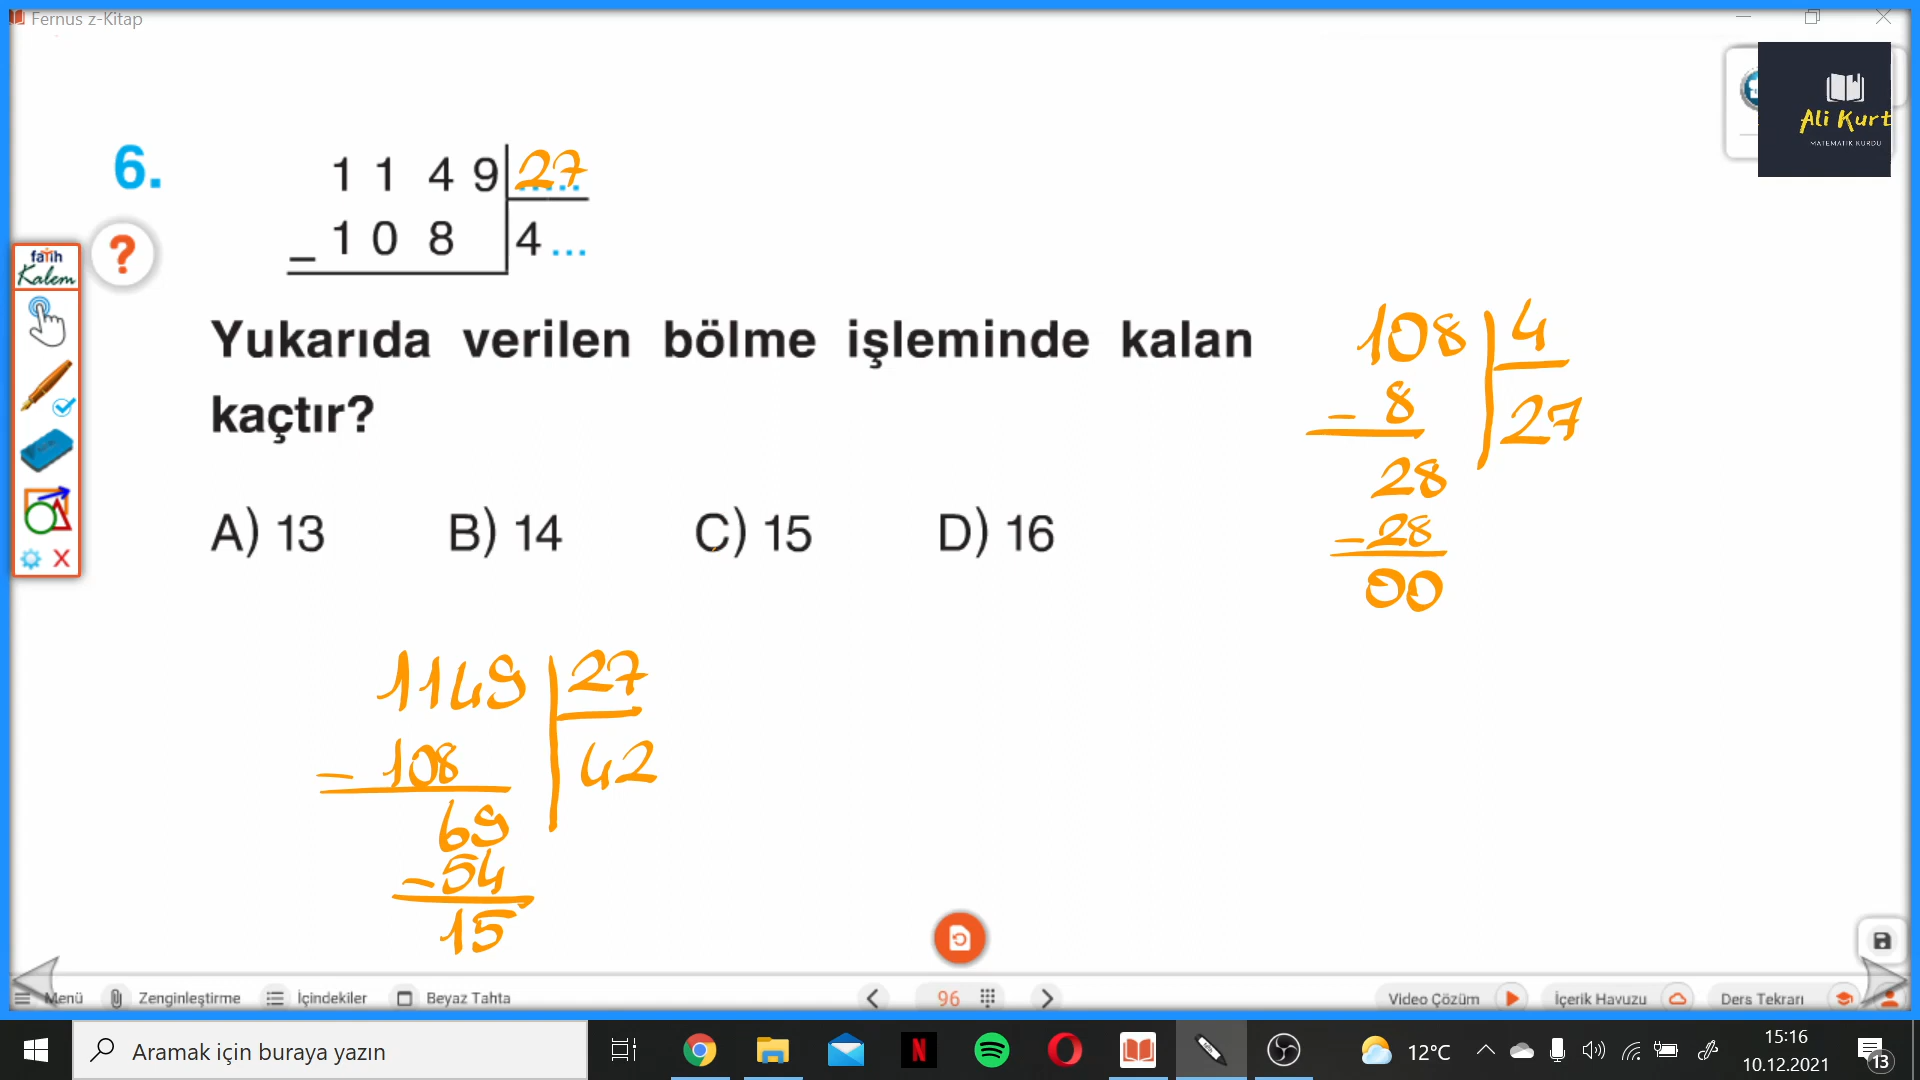 Fernus z-Kitap
Ali Kurt
MATEMATİK KURDU
6.
1 1 4 9 27
1 0 8 4 ...
fatih
Kalem
?
Yukarıda verilen bölme işleminde kalan
kaçtır?
A) 13 B) 14 C) 15 D) 16
108 4
- 8 27
28
- 28
00
1149 27
- 108 42
69
- 54
15
Menü Zenginleştirme İçindekiler Beyaz Tahta 96 Video Çözüm İçerik Havuzu Ders Tekrarı
Aramak için buraya yazın
12°C
15:16
10.12.2021
13